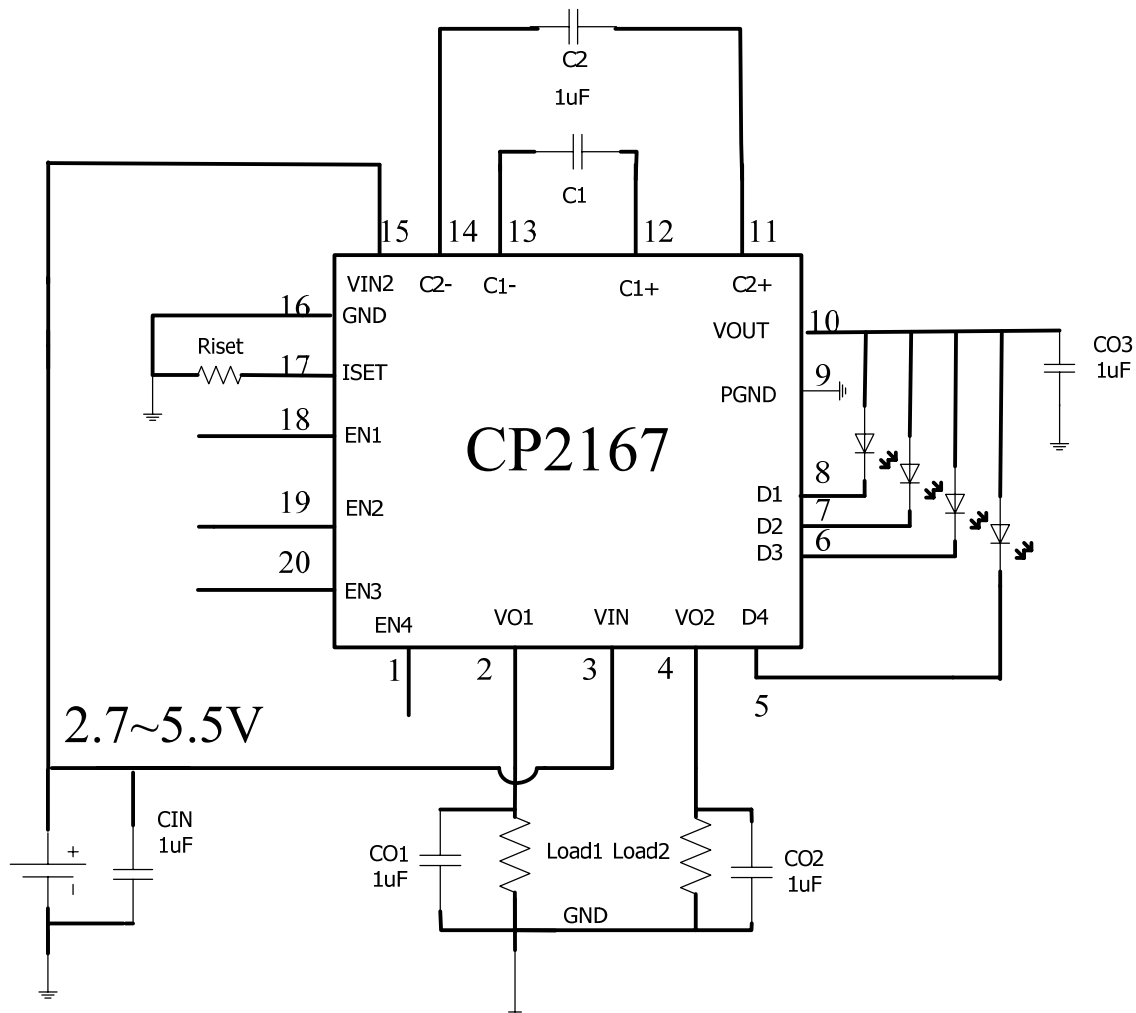 C2
1uF
C1
15
14
13
12
11
VIN2
C2-
C1-
C1+
C2+
16
GND
VOUT
10
Riset
17
ISET
CO3
1uF
PGND
9
18
EN1
CP2167
8
D1
19
EN2
7
D2
6
D3
20
EN3
EN4
VO1
VIN
VO2
D4
1
2
3
4
5
2.7~5.5V
CIN
1uF
+
-
CO1
1uF
Load1
Load2
CO2
1uF
GND